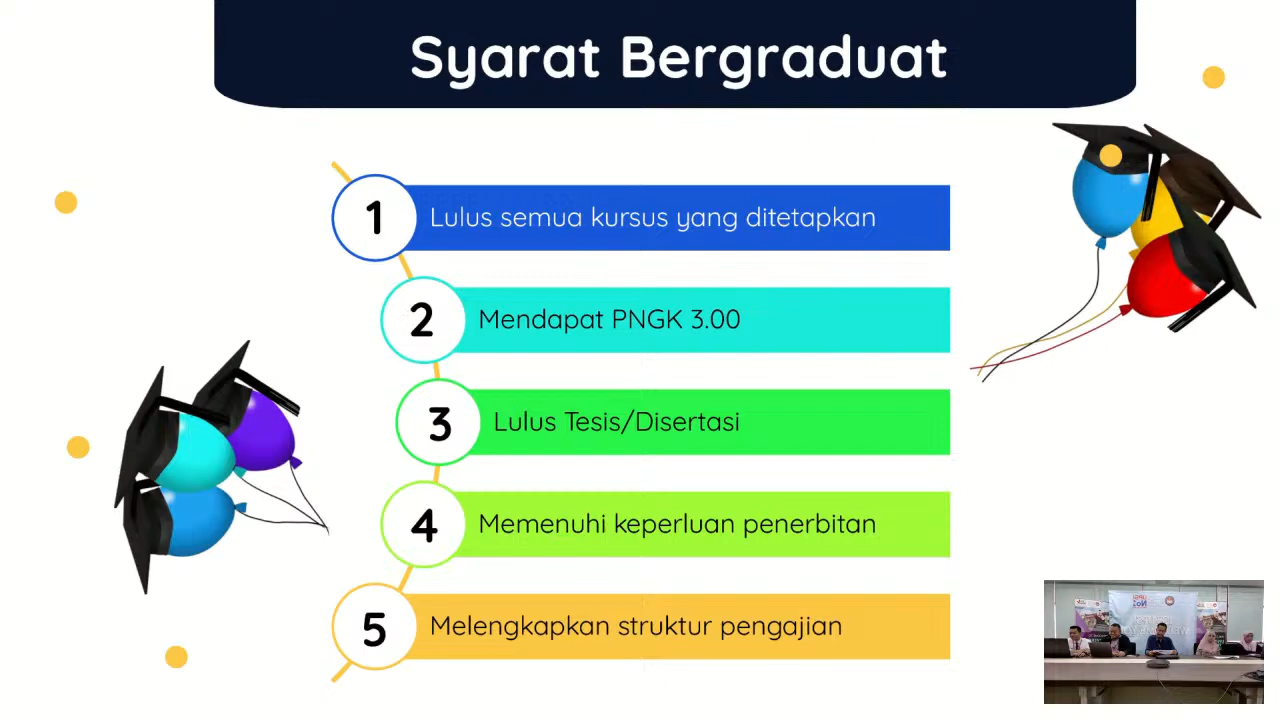 Syarat Bergraduat
1
Lulus semua kursus yang ditetapkan
2
Mendapat PNGK 3.00
3
Lulus Tesis/Disertasi
4
Memenuhi keperluan penerbitan
5
Melengkapkan struktur pengajian